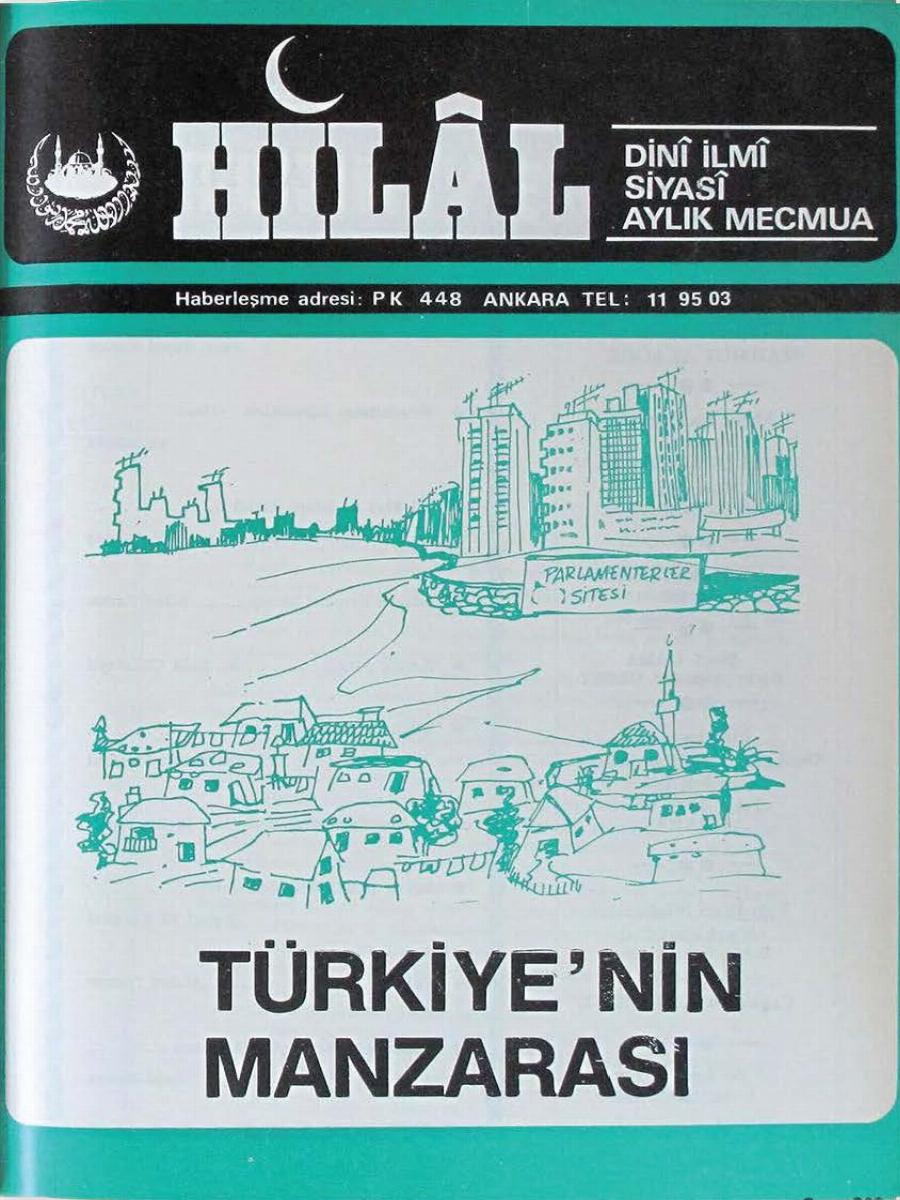 HİLÂL
DİNÎ İLMÎ
SİYASÎ
AYLIK MECMUA
Haberleşme adresi: PK 448 ANKARA TEL: 11 95 03
PARLAMENTERLER
SİTESİ
TÜRKİYE'NİN
MANZARASI